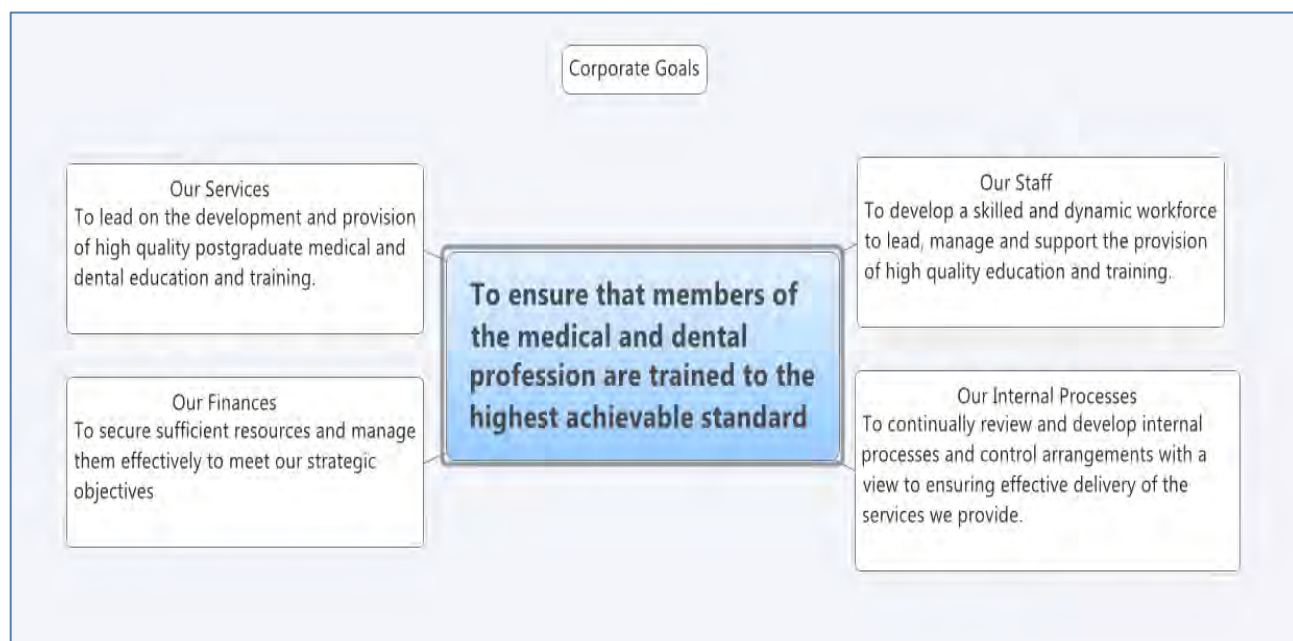 Corporate Goals
Our Services
To lead on the development and provision
of high quality postgraduate medical and
dental education and training.
Our Staff
To develop a skilled and dynamic workforce
to lead, manage and support the provision
of high quality education and training.
To ensure that members of
the medical and dental
profession are trained to the
highest achievable standard
Our Finances
To secure sufficient resources and manage
them effectively to meet our strategic
objectives
Our Internal Processes
To continually review and develop internal
processes and control arrangements with a
view to ensuring effective delivery of the
services we provide.